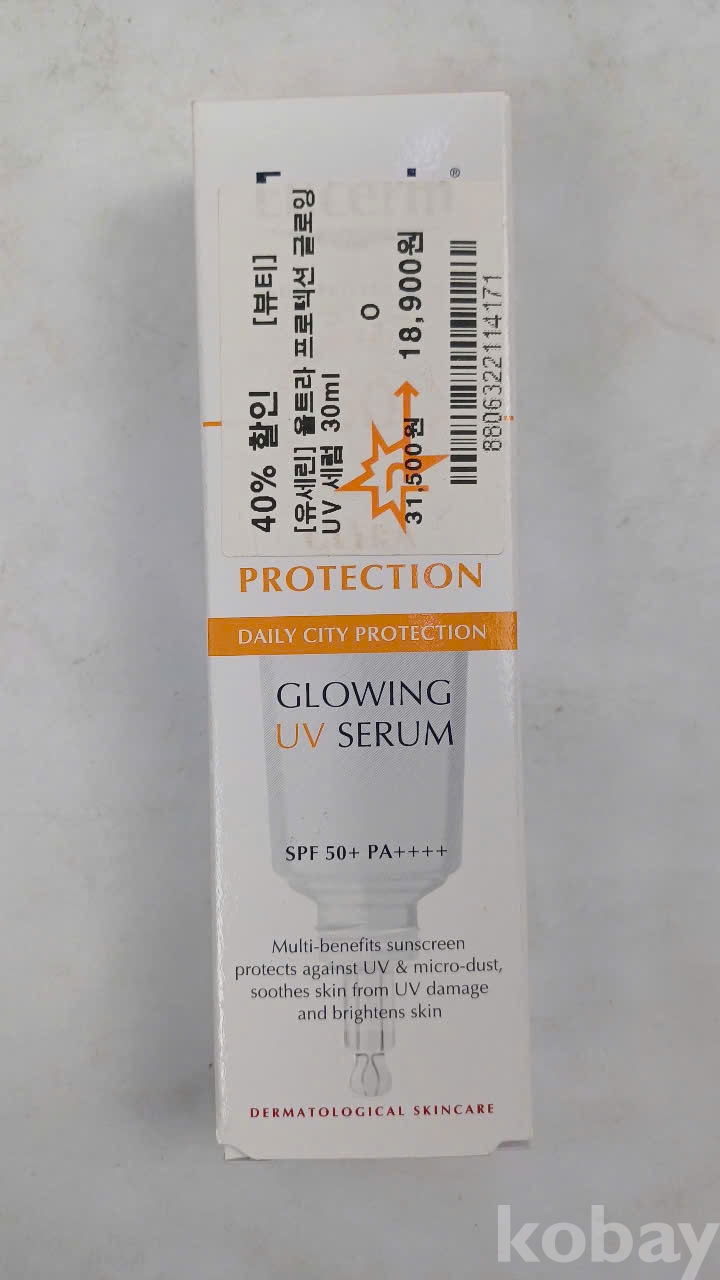 40% 할인 [뷰티]
[유세린] 울트라 프로텍션 글로잉
UV 세럼 30ml O
31,500원 → 18,900원
8806322114171
®
PROTECTION
DAILY CITY PROTECTION
GLOWING
UV SERUM
SPF 50+ PA++++
Multi-benefits sunscreen
protects against UV & micro-dust,
soothes skin from UV damage
and brightens skin
DERMATOLOGICAL SKINCARE
kobay